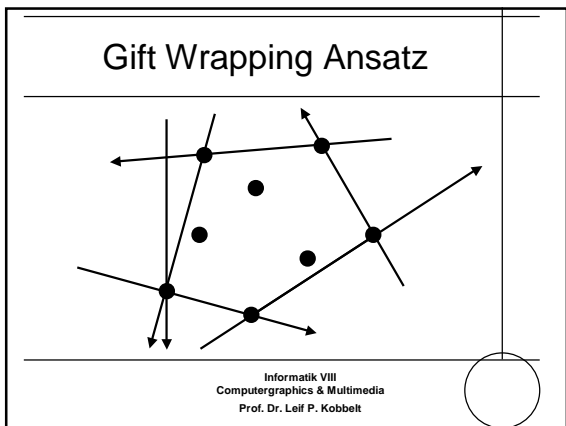 Gift Wrapping Ansatz
Informatik VIII
Computergraphics & Multimedia
Prof. Dr. Leif P. Kobbelt